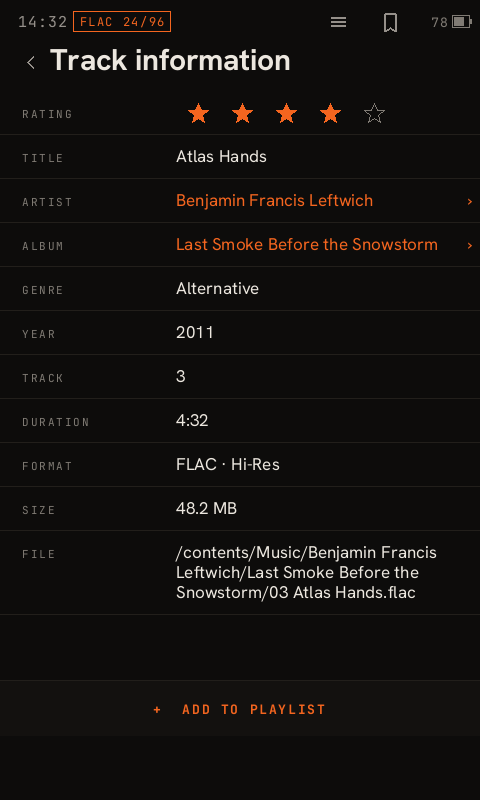 14:32 FLAC 24/96 78
‹ Track information
RATING
TITLE Atlas Hands
ARTIST Benjamin Francis Leftwich ›
ALBUM Last Smoke Before the Snowstorm ›
GENRE Alternative
YEAR 2011
TRACK 3
DURATION 4:32
FORMAT FLAC · Hi-Res
SIZE 48.2 MB
FILE /contents/Music/Benjamin Francis
Leftwich/Last Smoke Before the
Snowstorm/03 Atlas Hands.flac
+ ADD TO PLAYLIST